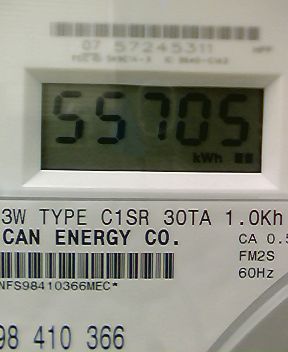 07 57245311
55705
kWh
3W TYPE C1SR 30TA 1.0Kh
CAN ENERGY CO.
CA 0.5
FM2S
60Hz
NFS98410366MEC*
98 410 366